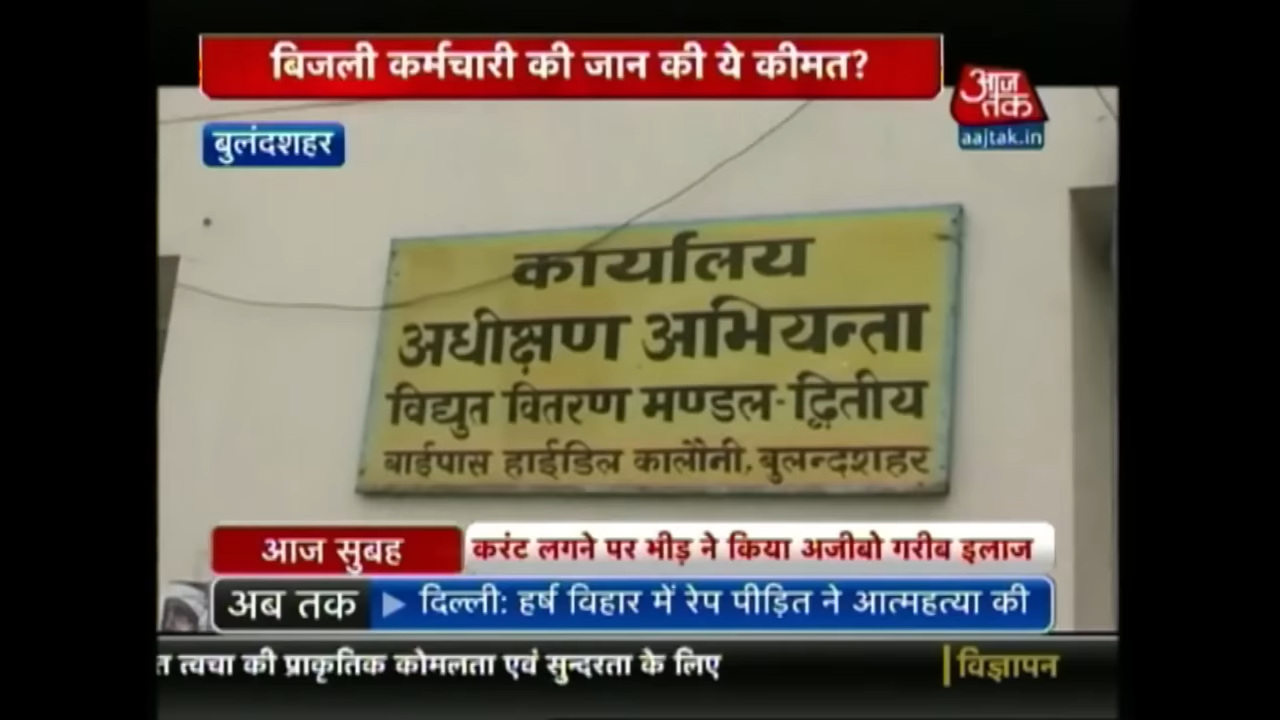 बिजली कर्मचारी की जान की ये कीमत?
आज
तक
aajtak.in
बुलंदशहर
कार्यालय
अधीक्षण अभियन्ता
विद्युत वितरण मण्डल-द्वितीय
बाईपास हाईडिल कालौनी, बुलन्दशहर
आज सुबह
करंट लगने पर भीड़ ने किया अजीबो गरीब इलाज
अब तक
दिल्ली: हर्ष विहार में रेप पीड़ित ने आत्महत्या की
त्वचा की प्राकृतिक कोमलता एवं सुन्दरता के लिए
विज्ञापन